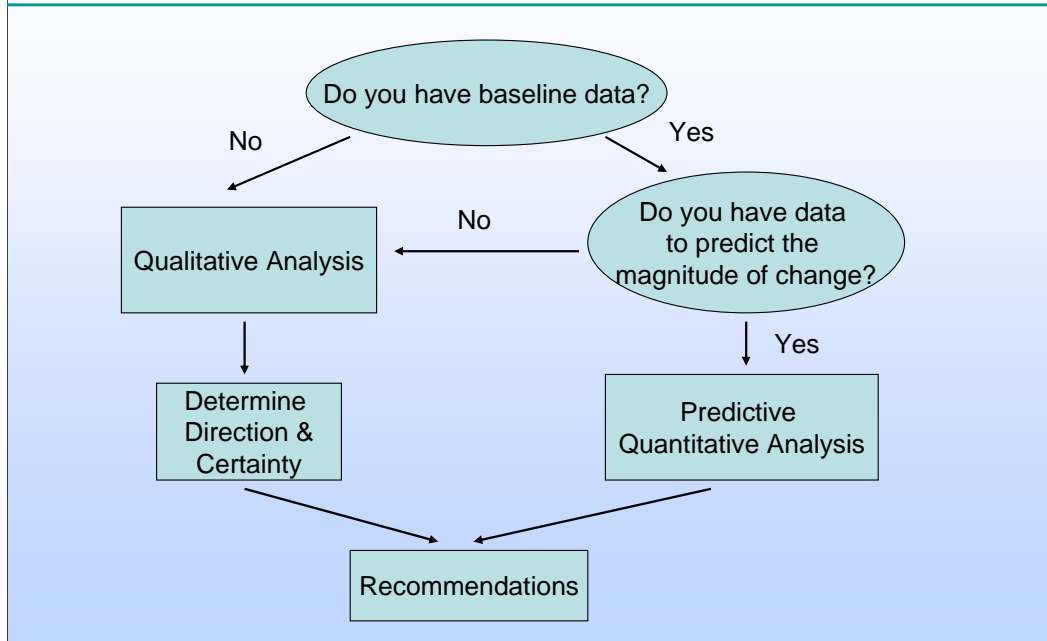 Do you have baseline data?
No
Yes
Do you have data
to predict the
magnitude of change?
No
Qualitative Analysis
Yes
Determine
Direction &
Certainty
Predictive
Quantitative Analysis
Recommendations